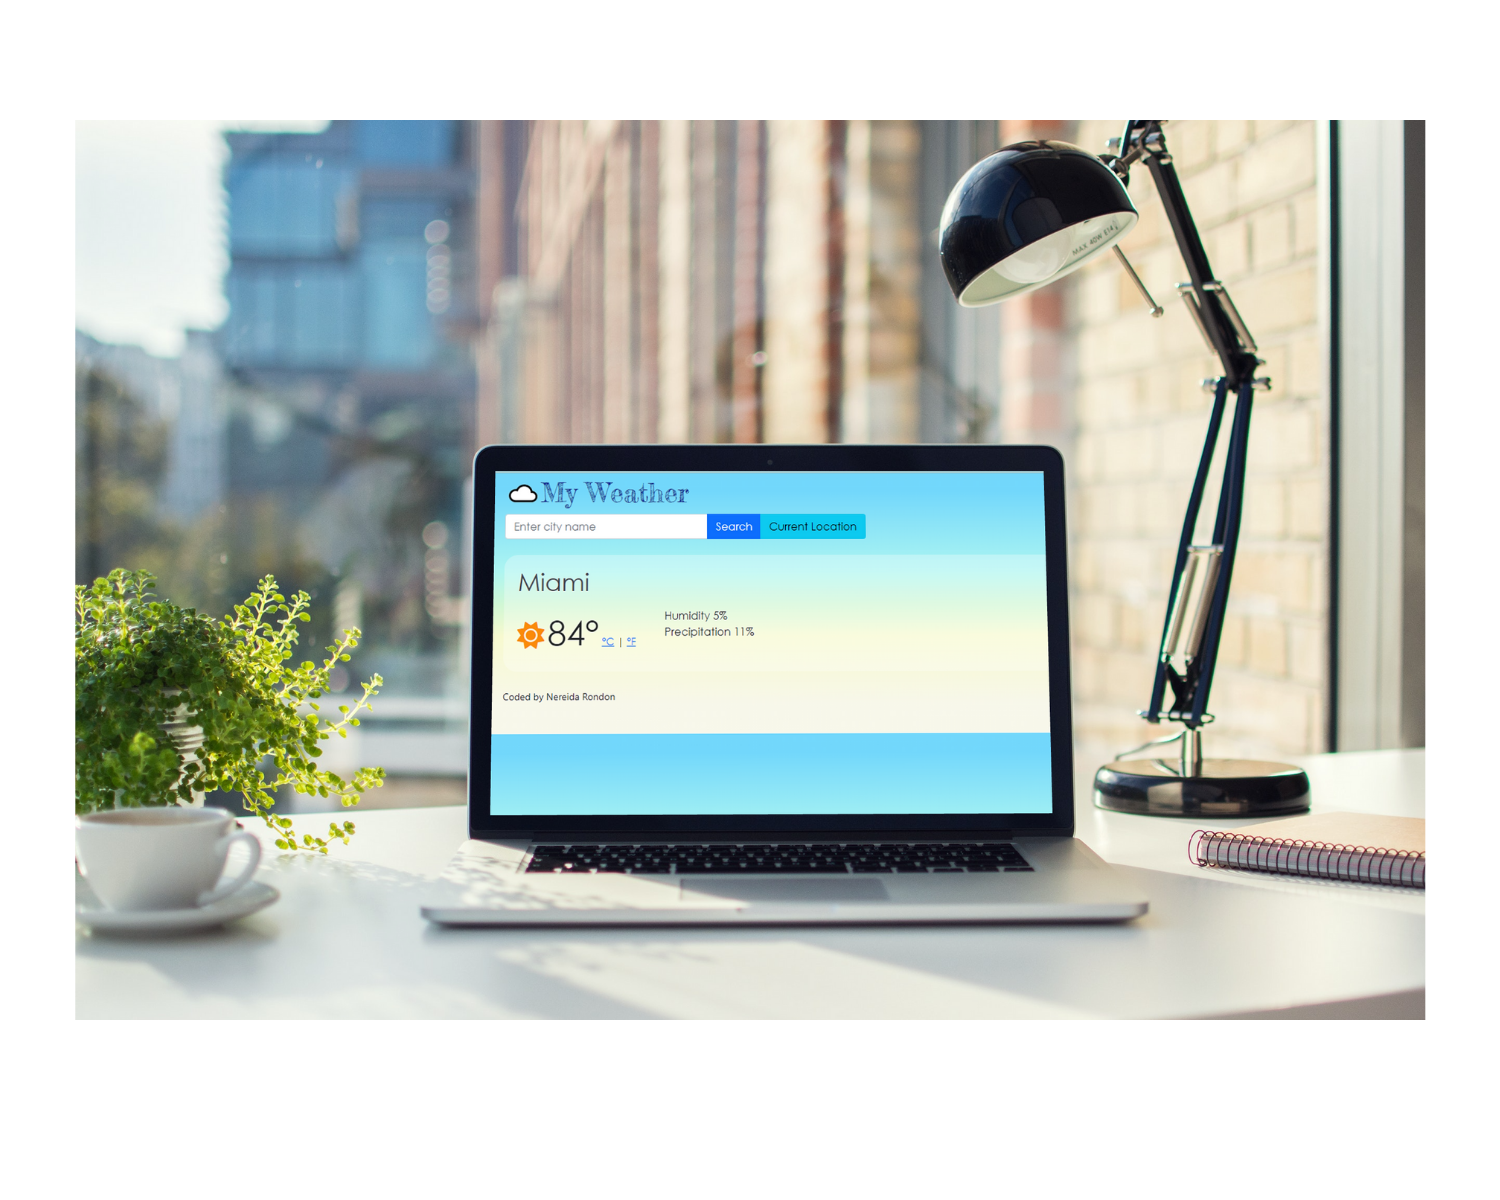 MAX 40W E14
My Weather
Enter city name Search Current Location
Miami
84° °C | °F
Humidity 5%
Precipitation 11%
Coded by Nereida Rondon